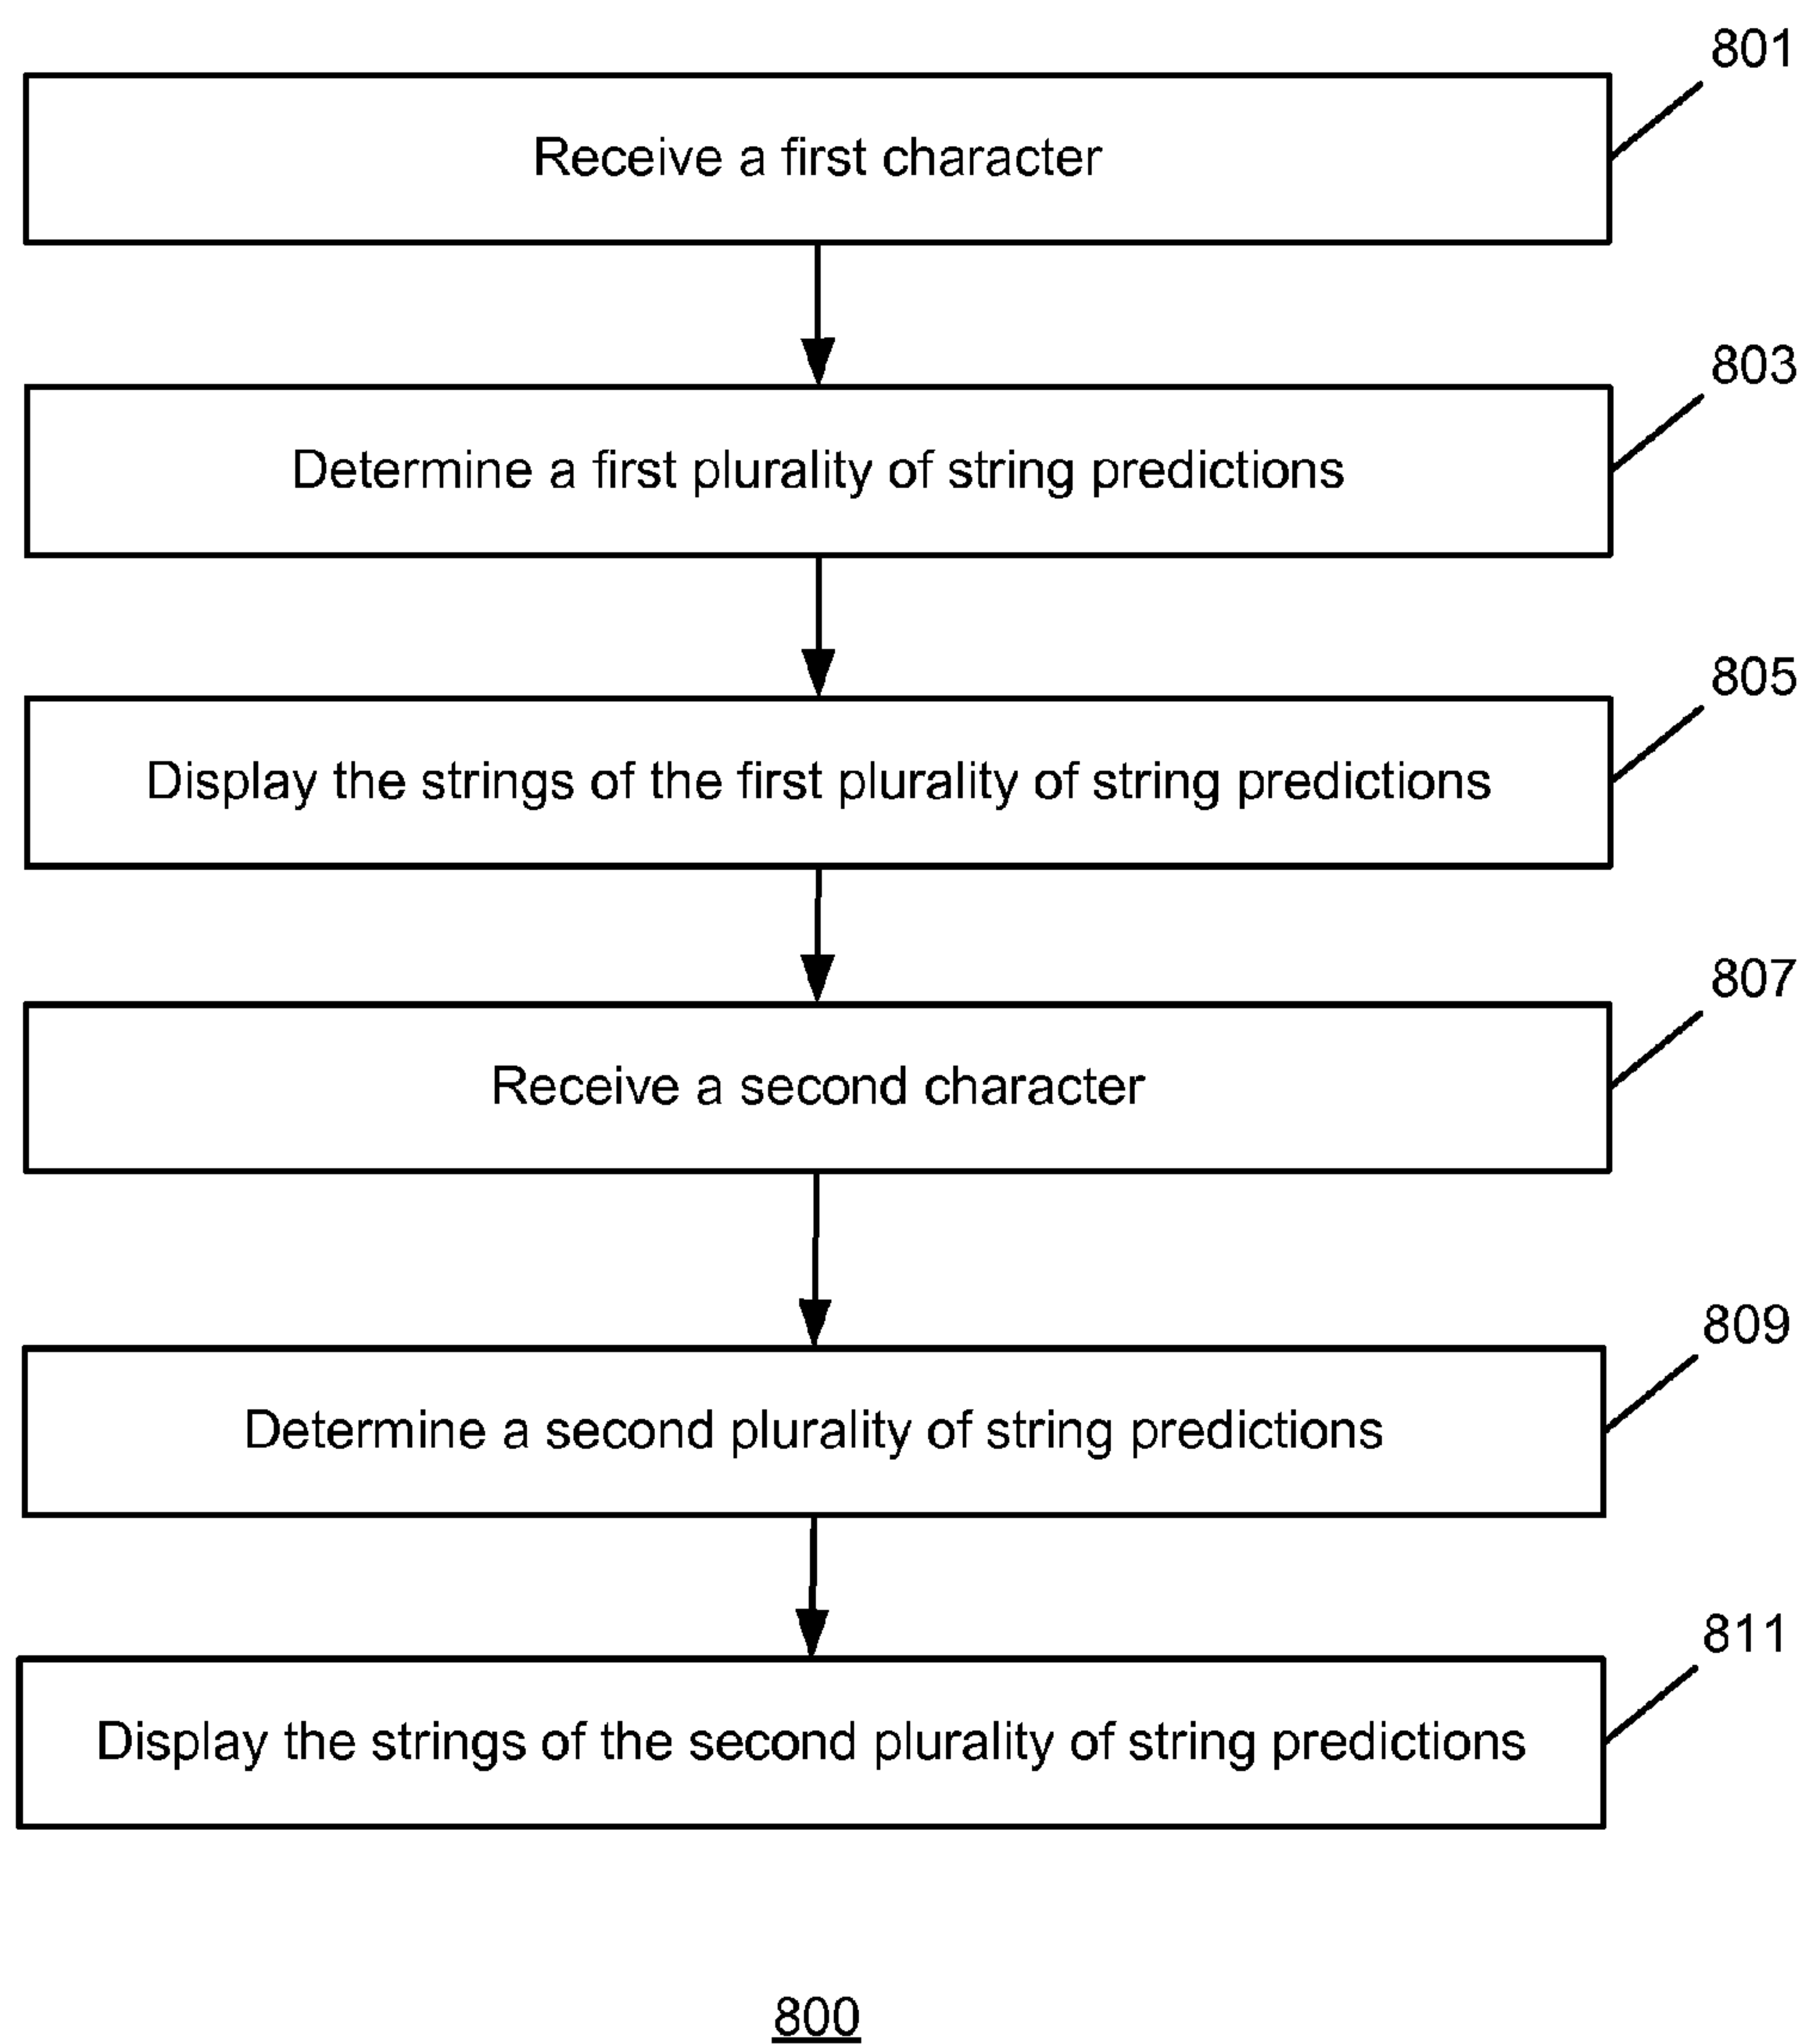 801
Receive a first character
803
Determine a first plurality of string predictions
805
Display the strings of the first plurality of string predictions
807
Receive a second character
809
Determine a second plurality of string predictions
811
Display the strings of the second plurality of string predictions
800